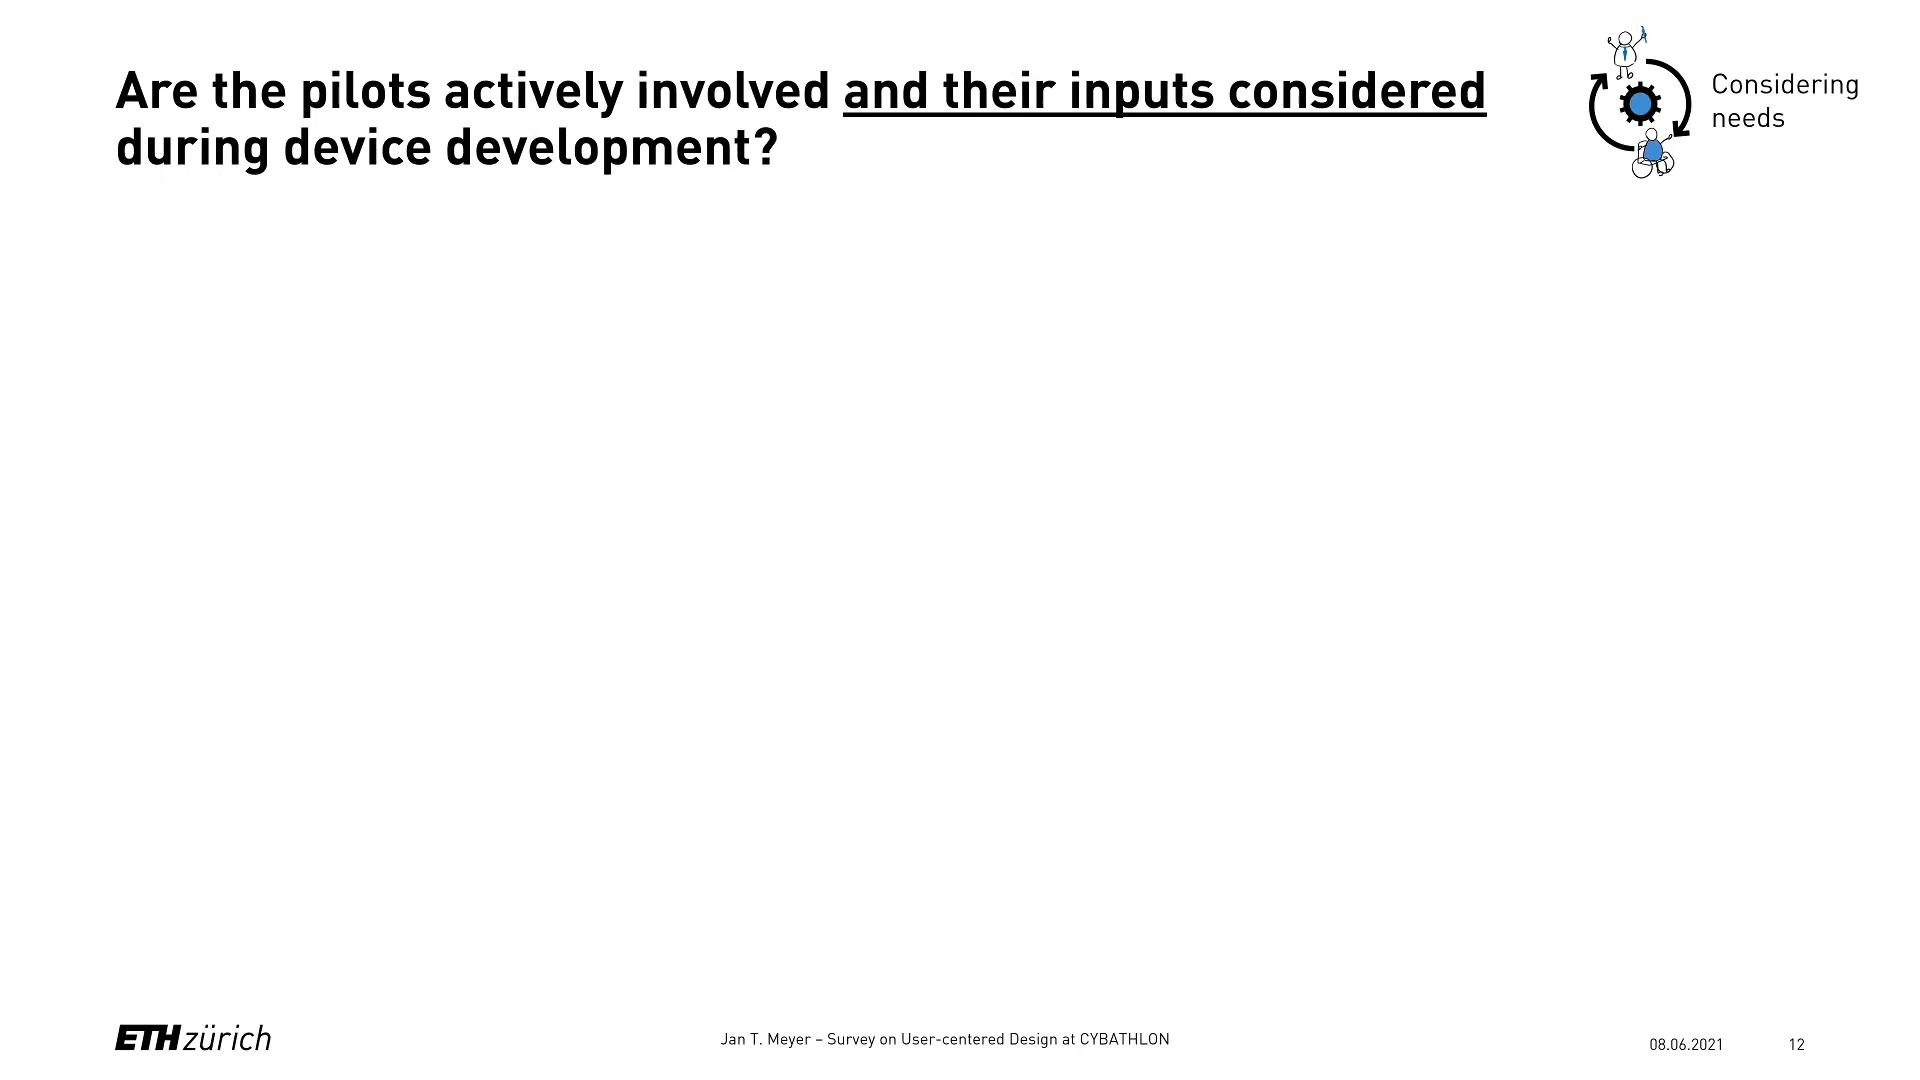 Are the pilots actively involved and their inputs considered
during device development?
Considering
needs
ETH zürich
Jan T. Meyer – Survey on User-centered Design at CYBATHLON
08.06.2021
12